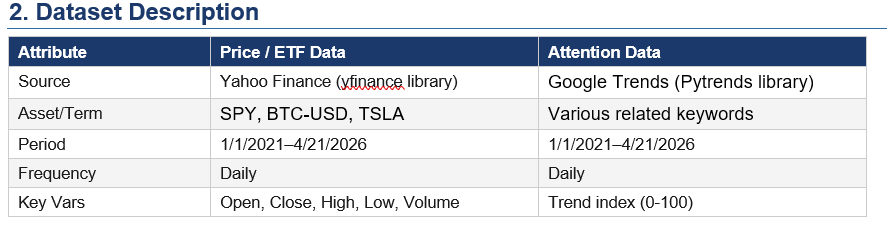 2. Dataset Description
Attribute Price / ETF Data Attention Data
Source Yahoo Finance (yfinance library) Google Trends (Pytrends library)
Asset/Term SPY, BTC-USD, TSLA Various related keywords
Period 1/1/2021–4/21/2026 1/1/2021–4/21/2026
Frequency Daily Daily
Key Vars Open, Close, High, Low, Volume Trend index (0-100)